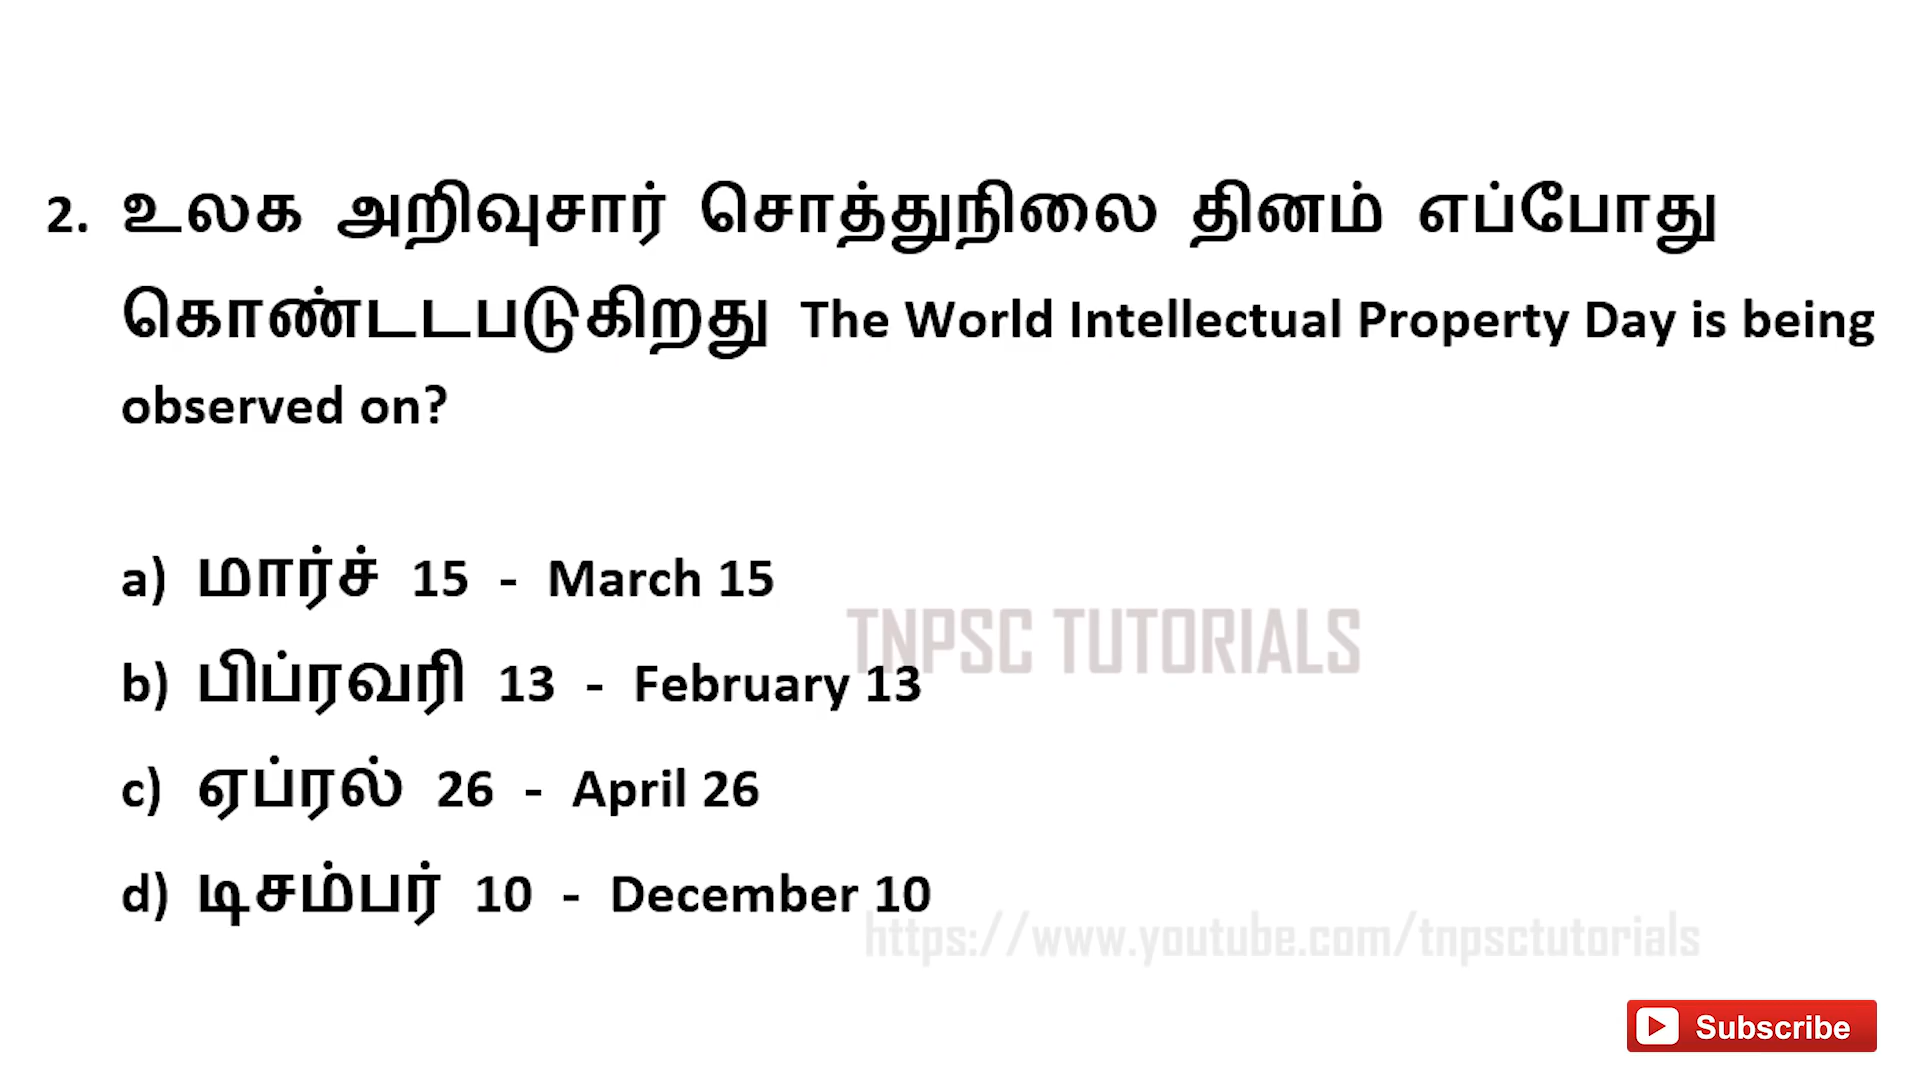 2. உலக அறிவுசார் சொத்துநிலை தினம் எப்போது
கொண்டடபடுகிறது The World Intellectual Property Day is being
observed on?
a) மார்ச் 15 - March 15
TNPSC TUTORIALS
b) பிப்ரவரி 13 - February 13
c) ஏப்ரல் 26 - April 26
d) டிசம்பர் 10 - December 10
https://www.youtube.com/tnpsctutorials
Subscribe